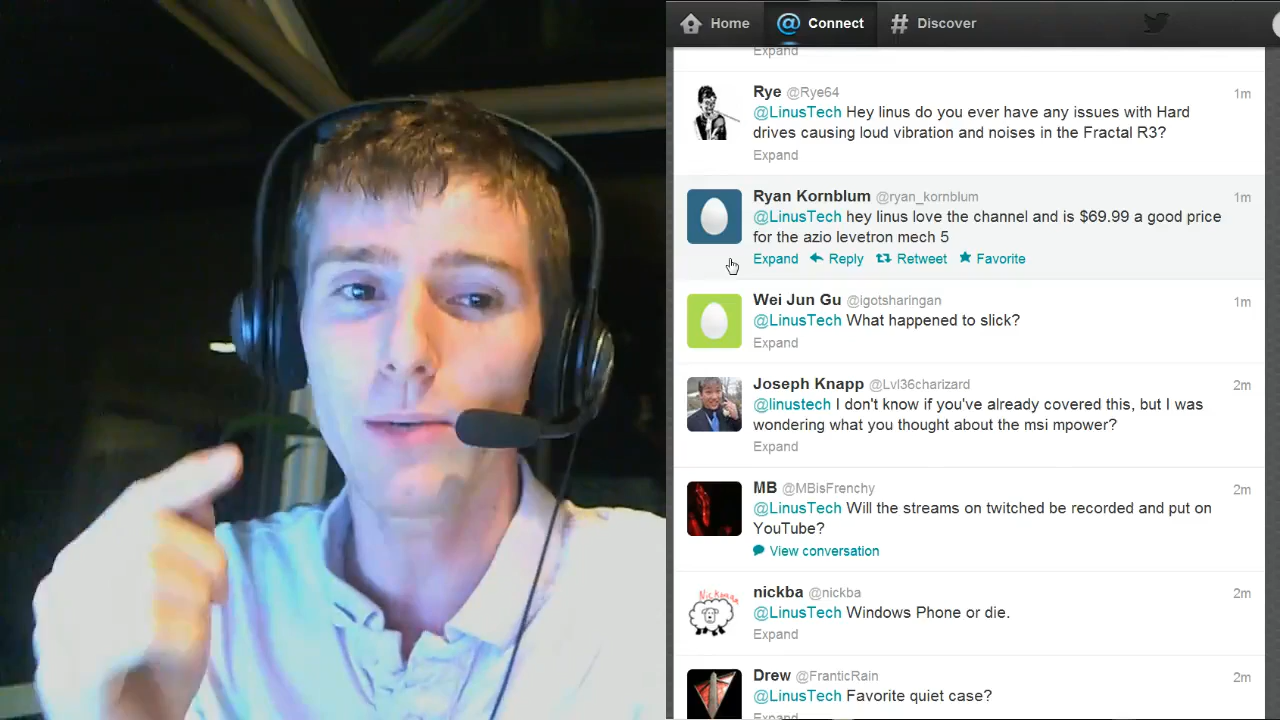 Home
Connect
Discover
Expand
Rye @Rye64
1m
@LinusTech Hey linus do you ever have any issues with Hard
drives causing loud vibration and noises in the Fractal R3?
Expand
Ryan Kornblum @ryan_kornblum
1m
@LinusTech hey linus love the channel and is $69.99 a good price
for the azio levetron mech 5
Expand Reply Retweet Favorite
Wei Jun Gu @igotsharingan
1m
@LinusTech What happened to slick?
Expand
Joseph Knapp @Lvl36charizard
2m
@linustech I don't know if you've already covered this, but I was
wondering what you thought about the msi mpower?
Expand
MB @MBisFrenchy
2m
@LinusTech Will the streams on twitched be recorded and put on
YouTube?
View conversation
nickba @nickba
2m
@LinusTech Windows Phone or die.
Expand
Drew @FranticRain
2m
@LinusTech Favorite quiet case?
Expand